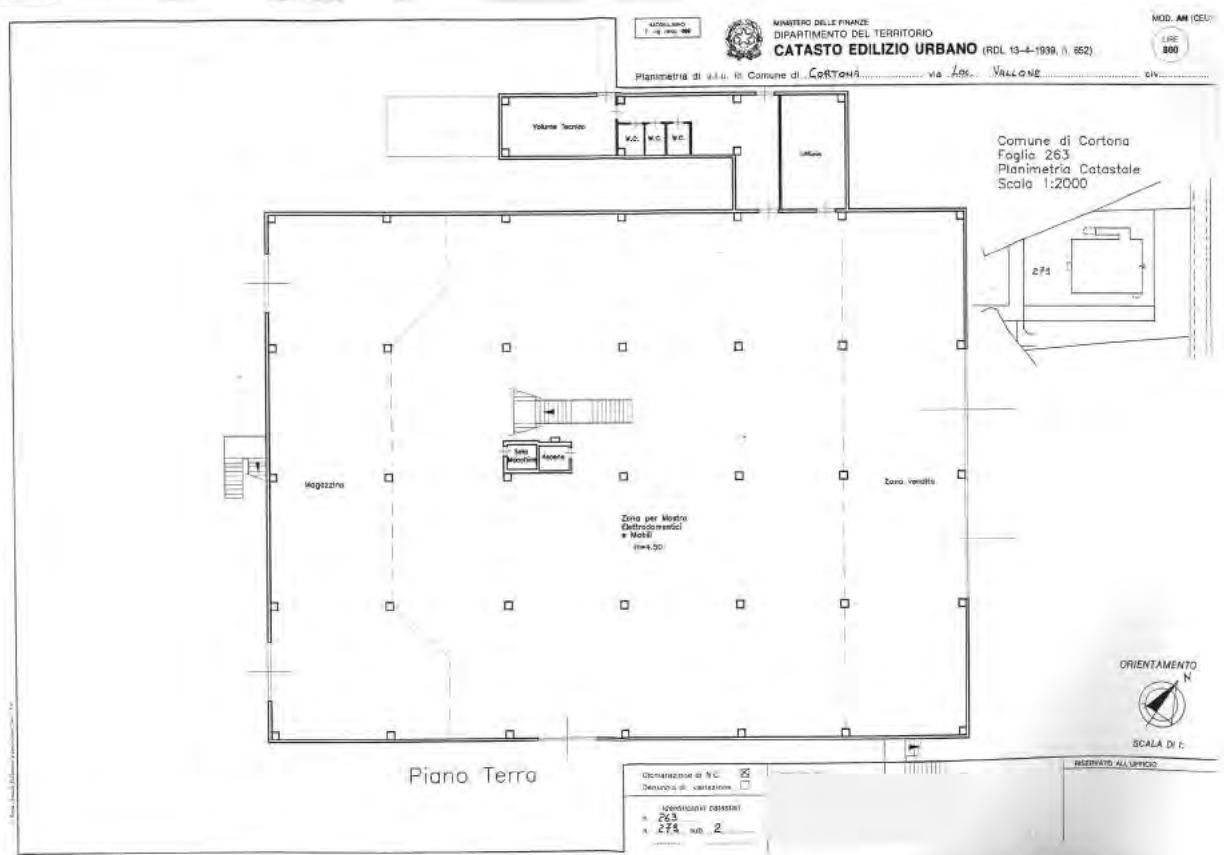 MINISTERO DELLE FINANZE
DIPARTIMENTO DEL TERRITORIO
CATASTO EDILIZIO URBANO (RDL 13-4-1939, n. 652)
MOD. AN (CEU)
LIRE
800
Planimetria di u.i.u. in Comune di CORTONA via Loc. VALLONE civ.
Volume Tecnico
W.C.
W.C.
W.C.
Ufficio
Comune di Cortona
Foglio 263
Planimetria Catastale
Scala 1:2000
271
Sala
Macchine
Magazzino
Zona vendita
Zona per Mostra
Elettrodomestici
e Mobili
H=4.50
ORIENTAMENTO
N
SCALA DI 1:
Piano Terra
Dichiarazione di N.C.
Denuncia di variazione
Identificativi catastali
n. 263
n. 271 sub. 2
RISERVATO ALL'UFFICIO